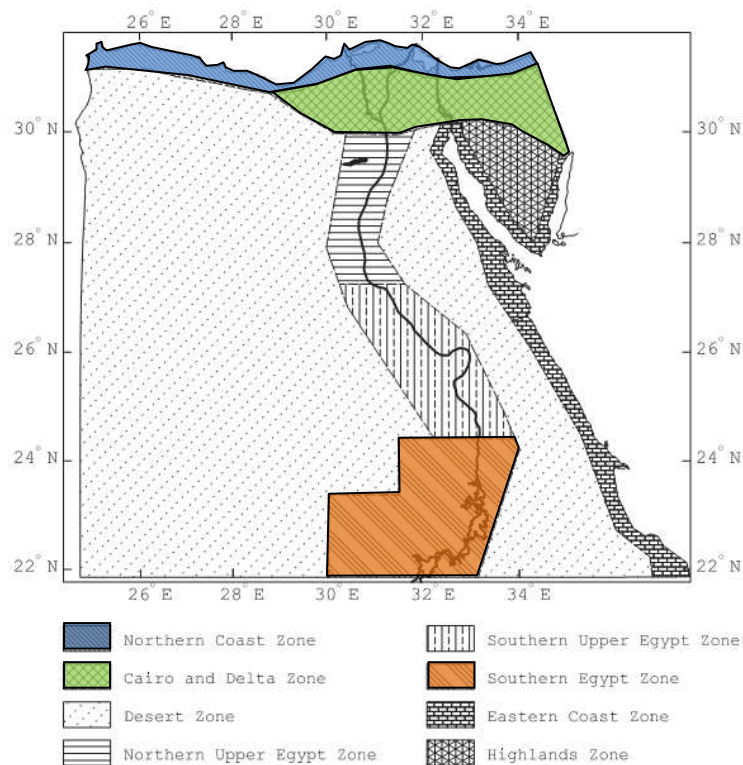 26°E 28°E 30°E 32°E 34°E
30°N 30°N
28°N 28°N
26°N 26°N
24°N 24°N
22°N 22°N
26°E 28°E 30°E 32°E 34°E
Northern Coast Zone
Cairo and Delta Zone
Desert Zone
Northern Upper Egypt Zone
Southern Upper Egypt Zone
Southern Egypt Zone
Eastern Coast Zone
Highlands Zone